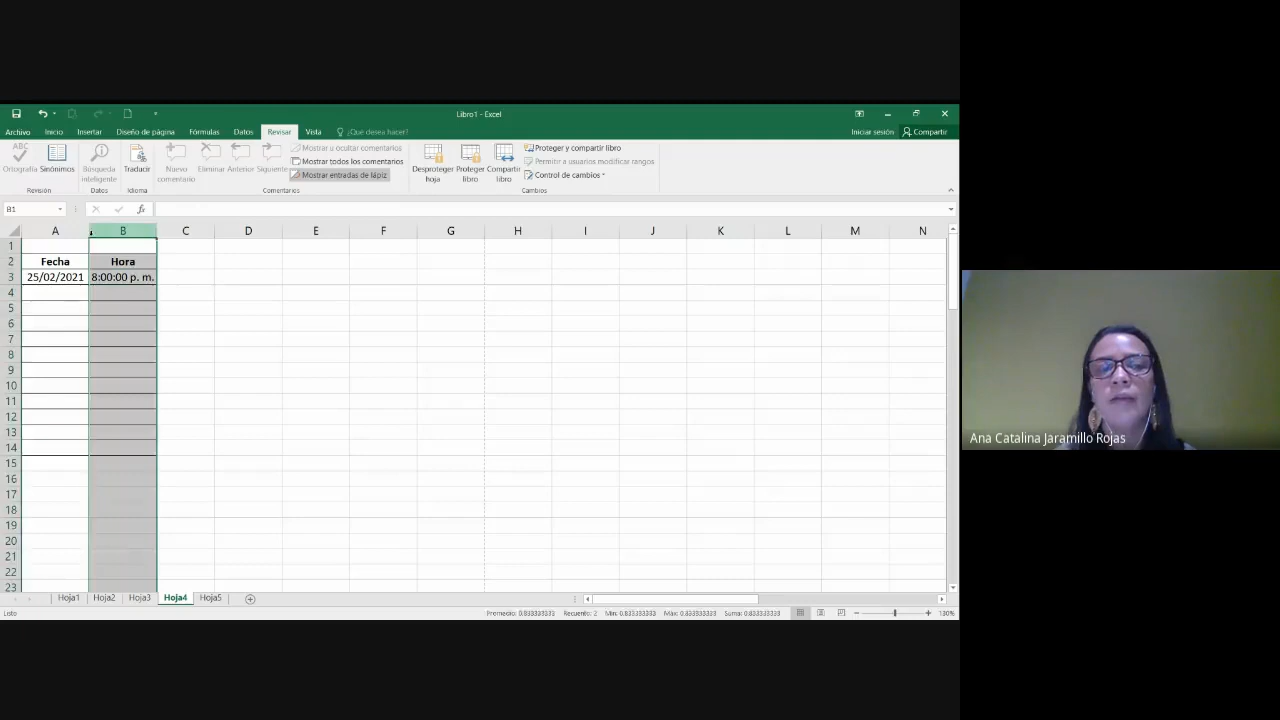 Libro1 - Excel
Archivo Inicio Insertar Diseño de página Fórmulas Datos Revisar Vista ¿Qué desea hacer? Iniciar sesión Compartir
ABC
Ortografía Sinónimos Búsqueda inteligente Traducir Nuevo comentario Eliminar Anterior Siguiente
Mostrar u ocultar comentarios
Mostrar todos los comentarios
Mostrar entradas de lápiz
Desproteger hoja Proteger libro Compartir libro
Proteger y compartir libro
Permitir a usuarios modificar rangos
Control de cambios
Revisión Datos Idioma Comentarios Cambios
B1 fx
A B C D E F G H I J K L M N
1
2 Fecha Hora
3 25/02/2021 8:00:00 p. m.
4
5
6
7
8
9
10
11
12
13
14
15
16
17
18
19
20
21
22
23
Hoja1 Hoja2 Hoja3 Hoja4 Hoja5
Listo Promedio: 0.833333333 Recuento: 2 Mín: 0.833333333 Máx: 0.833333333 Suma: 0.833333333 130%
Ana Catalina Jaramillo Rojas